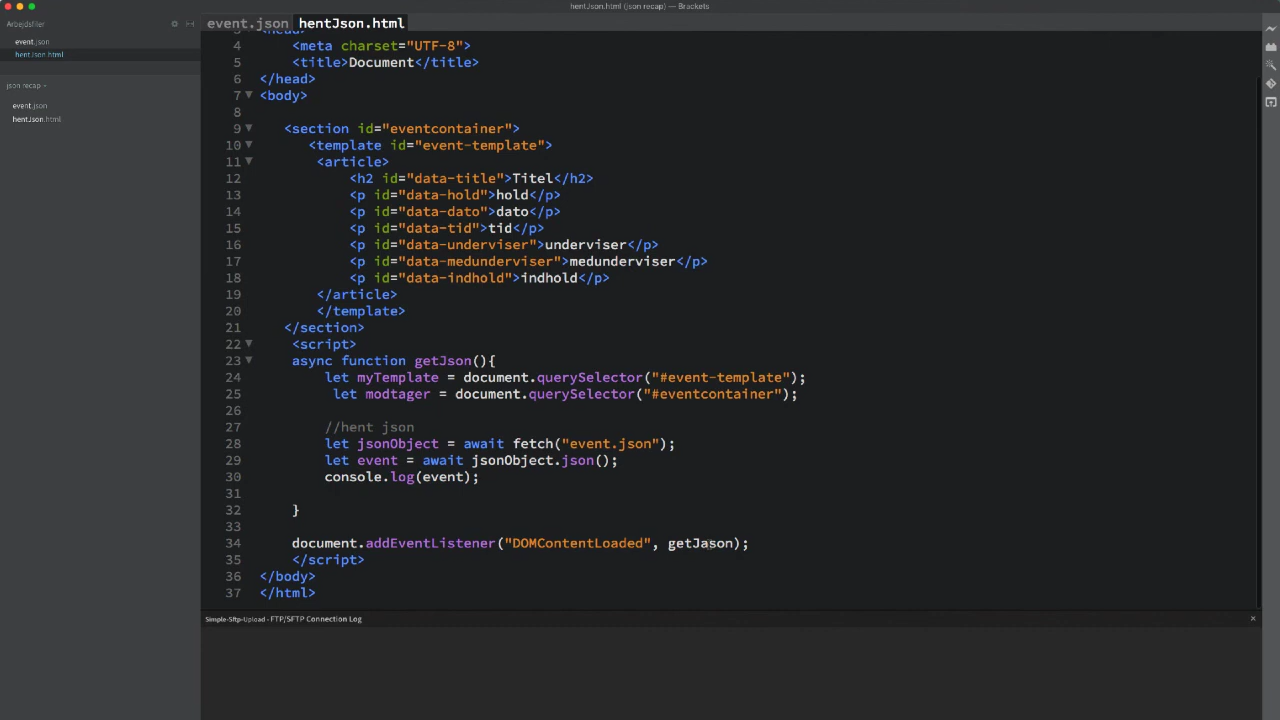 hentJson.html (json recap) — Brackets
Arbejdsfiler
event.json
hentJson.html
json recap
event.json
hentJson.html
event.json hentJson.html
4 <meta charset="UTF-8">
5 <title>Document</title>
6 </head>
7 <body>
8
9 <section id="eventcontainer">
10 <template id="event-template">
11 <article>
12 <h2 id="data-title">Titel</h2>
13 <p id="data-hold">hold</p>
14 <p id="data-dato">dato</p>
15 <p id="data-tid">tid</p>
16 <p id="data-underviser">underviser</p>
17 <p id="data-medunderviser">medunderviser</p>
18 <p id="data-indhold">indhold</p>
19 </article>
20 </template>
21 </section>
22 <script>
23 async function getJson(){
24 let myTemplate = document.querySelector("#event-template");
25 let modtager = document.querySelector("#eventcontainer");
26
27 //hent json
28 let jsonObject = await fetch("event.json");
29 let event = await jsonObject.json();
30 console.log(event);
31
32 }
33
34 document.addEventListener("DOMContentLoaded", getJason);
35 </script>
36 </body>
37 </html>
Simple-Sftp-Upload - FTP/SFTP Connection Log